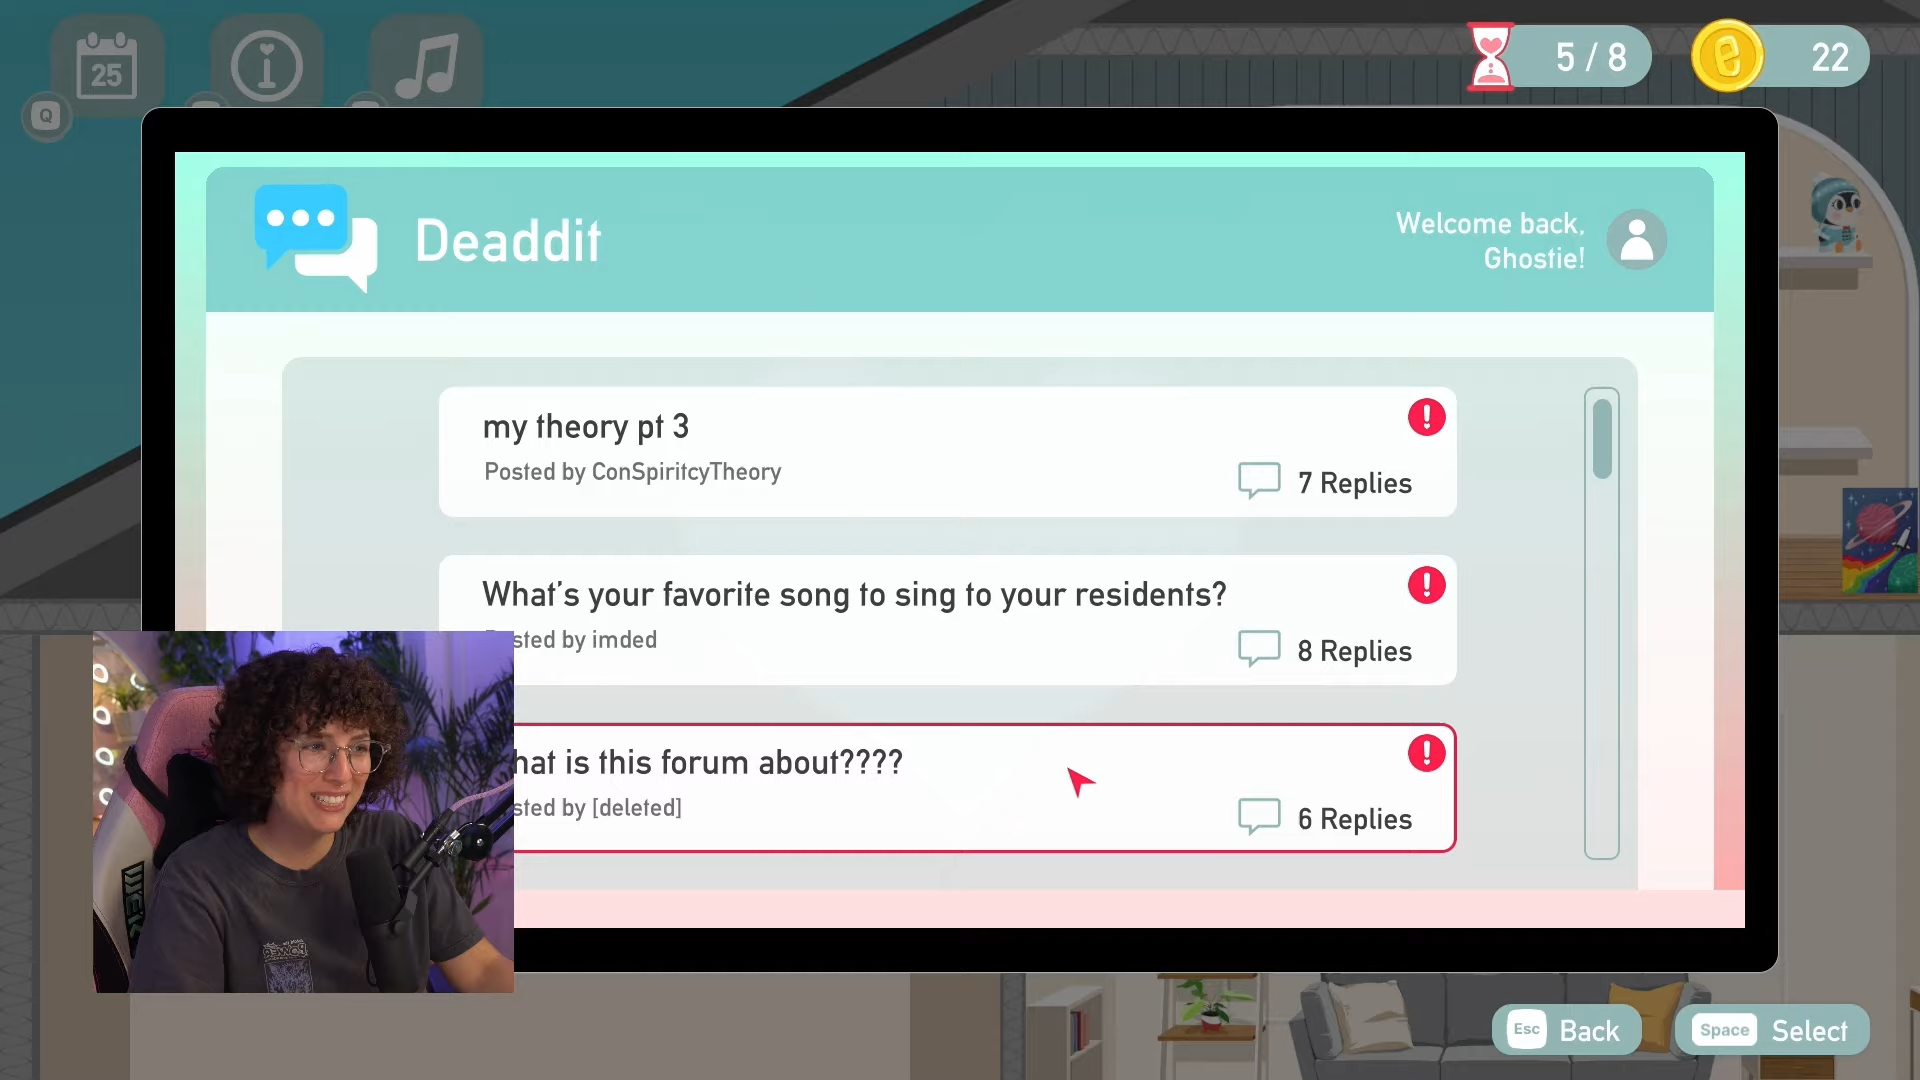 25
Q
5 / 8
22
Deaddit
Welcome back,
Ghostie!
my theory pt 3
Posted by ConSpiritcyTheory
7 Replies
What's your favorite song to sing to your residents?
sted by imded
8 Replies
hat is this forum about????
sted by [deleted]
6 Replies
Esc Back
Space Select